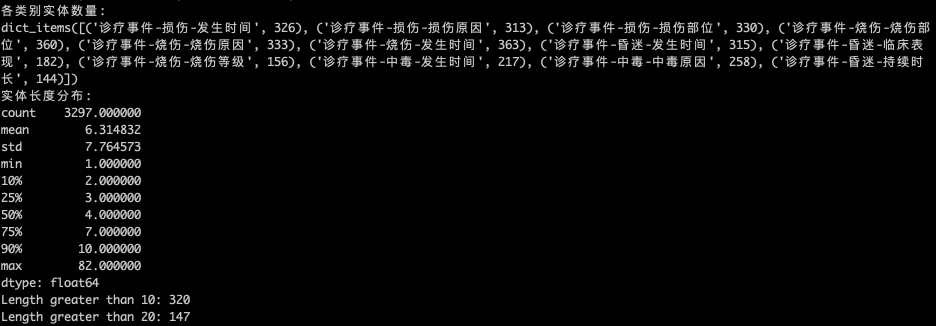 各类别实体数量:
dict_items([('诊疗事件-损伤-发生时间', 326), ('诊疗事件-损伤-损伤原因', 313), ('诊疗事件-损伤-损伤部位', 330), ('诊疗事件-烧伤-烧伤部
位', 360), ('诊疗事件-烧伤-烧伤原因', 333), ('诊疗事件-烧伤-发生时间', 363), ('诊疗事件-昏迷-发生时间', 315), ('诊疗事件-昏迷-临床表
现', 182), ('诊疗事件-烧伤-烧伤等级', 156), ('诊疗事件-中毒-发生时间', 217), ('诊疗事件-中毒-中毒原因', 258), ('诊疗事件-昏迷-持续时
长', 144)])
实体长度分布:
count    3297.000000
mean        6.314832
std         7.764573
min         1.000000
10%         2.000000
25%         3.000000
50%         4.000000
75%         7.000000
90%        10.000000
max        82.000000
dtype: float64
Length greater than 10: 320
Length greater than 20: 147